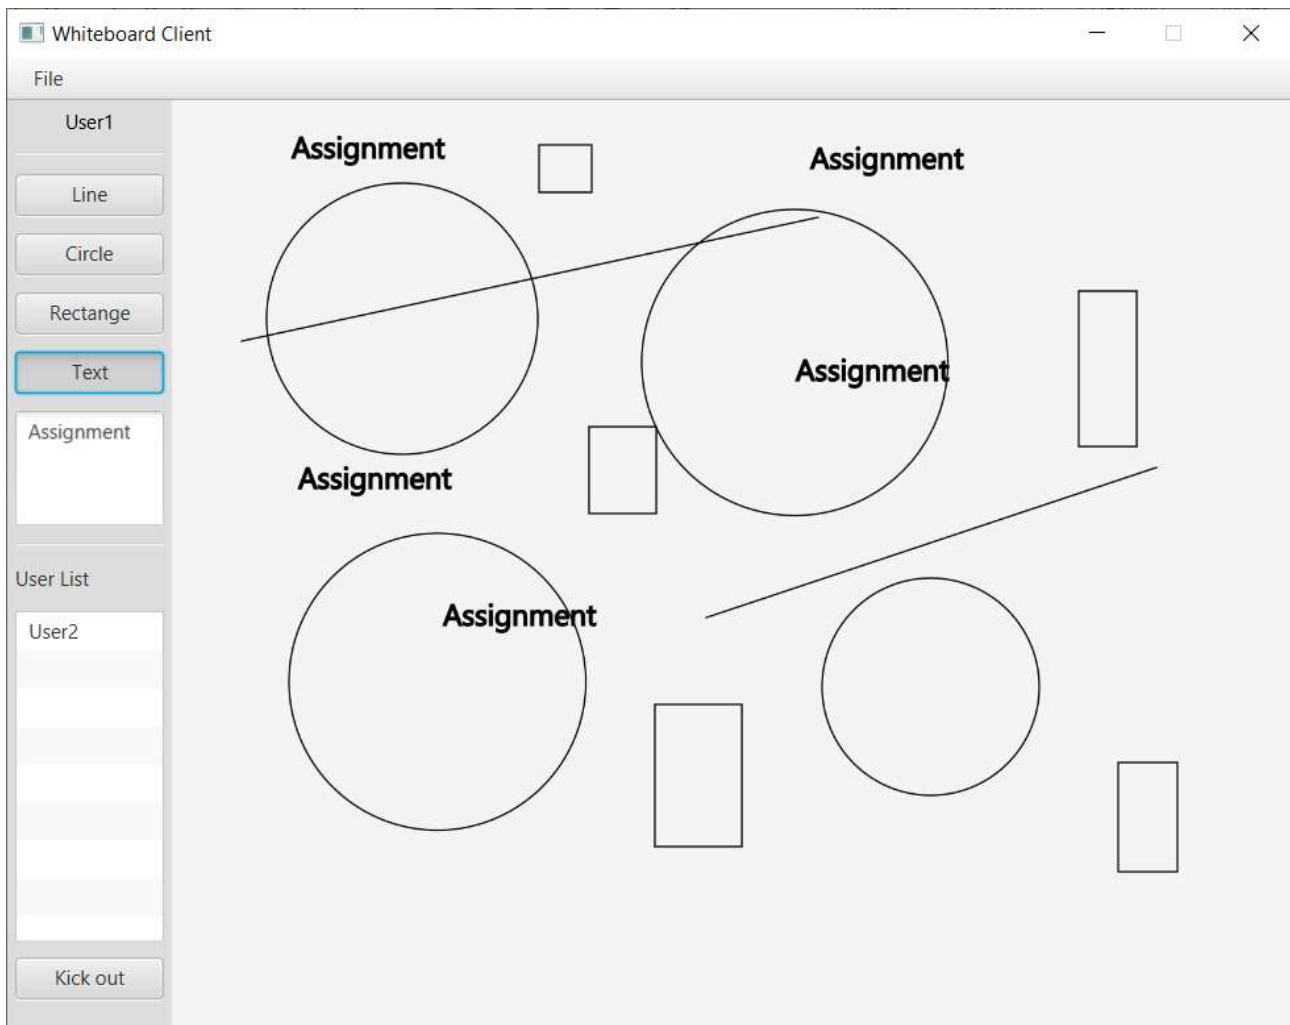 Whiteboard Client
File
User1
Line
Circle
Rectange
Text
Assignment
User List
User2
Kick out
Assignment
Assignment
Assignment
Assignment
Assignment